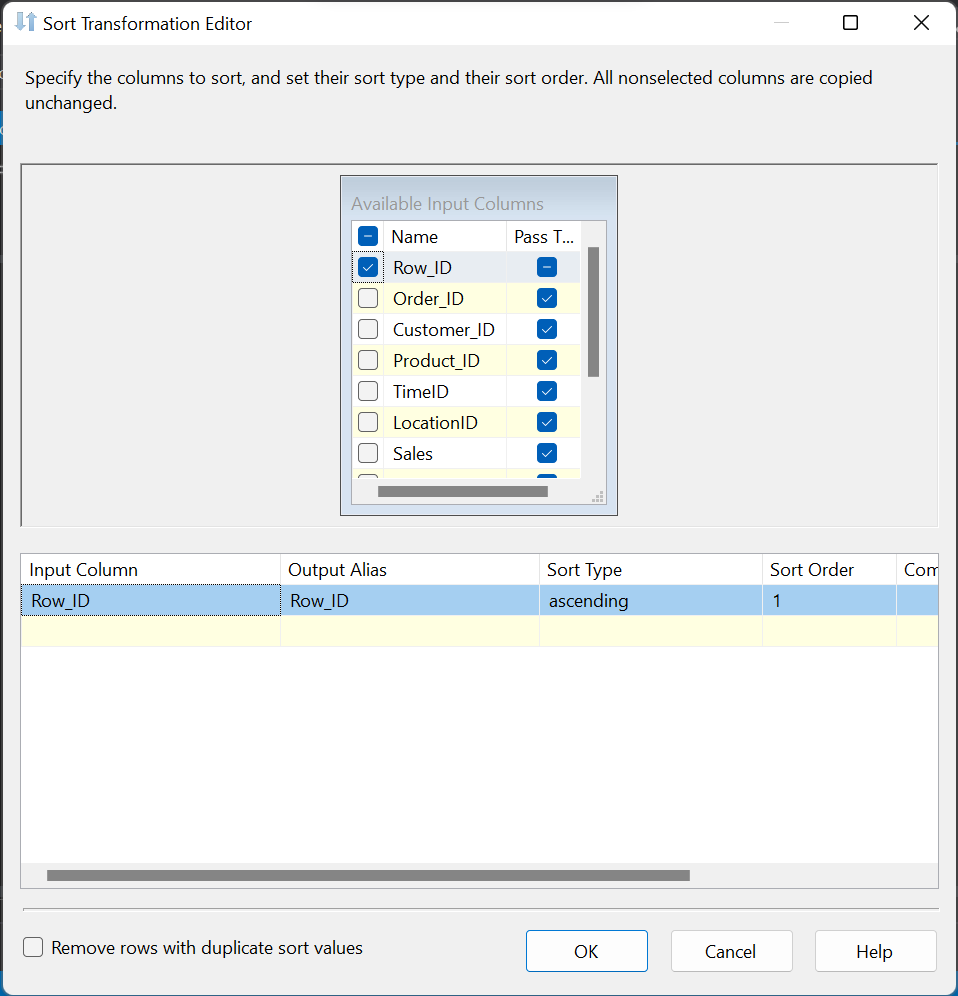 Sort Transformation Editor
Specify the columns to sort, and set their sort type and their sort order. All nonselected columns are copied
unchanged.
Available Input Columns
Name Pass T...
Row_ID
Order_ID
Customer_ID
Product_ID
TimeID
LocationID
Sales
Input Column Output Alias Sort Type Sort Order Com
Row_ID Row_ID ascending 1
Remove rows with duplicate sort values OK Cancel Help